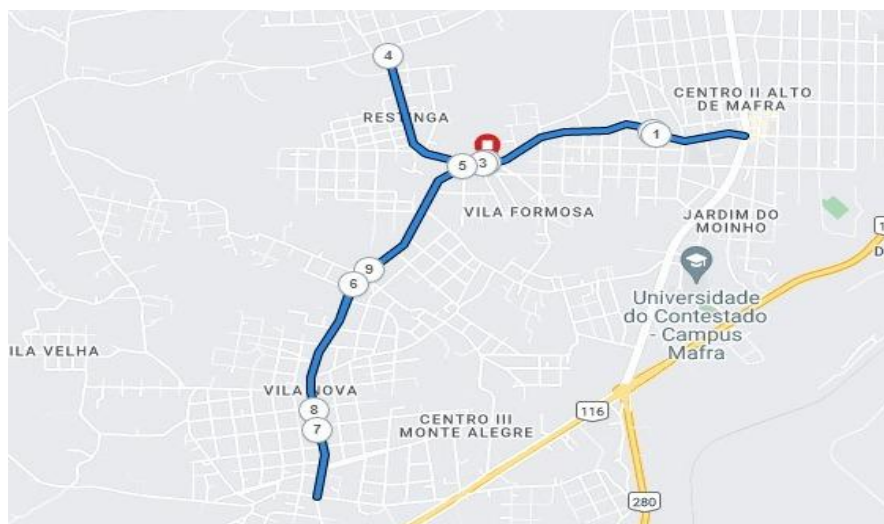 4
RESTINGA
CENTRO II ALTO
DE MAFRA
1
3
5
VILA FORMOSA
JARDIM DO
MOINHO
1
D
9
6
Universidade
do Contestado
- Campus
Mafra
ILA VELHA
VILA NOVA
8
7
CENTRO III
MONTE ALEGRE
116
280